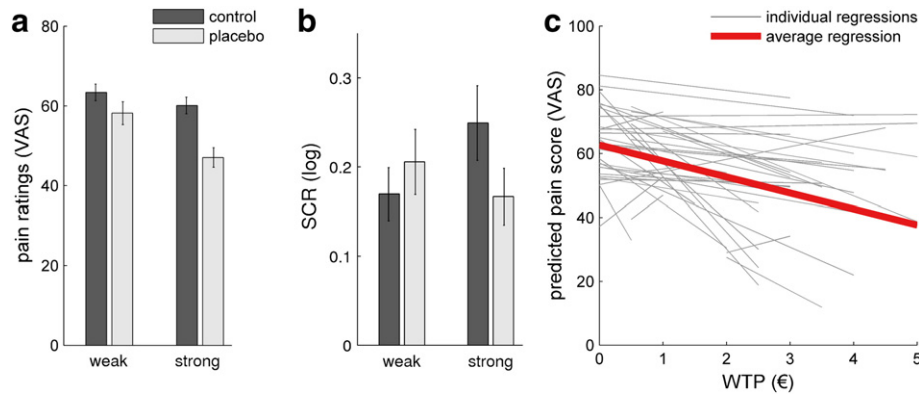 a
80
60
40
20
0
pain ratings (VAS)
control
placebo
weak
strong
b
0.3
0.2
0.1
0
SCR (log)
weak
strong
c
individual regressions
average regression
100
80
60
40
20
0
predicted pain score (VAS)
0 1 2 3 4 5
WTP (€)